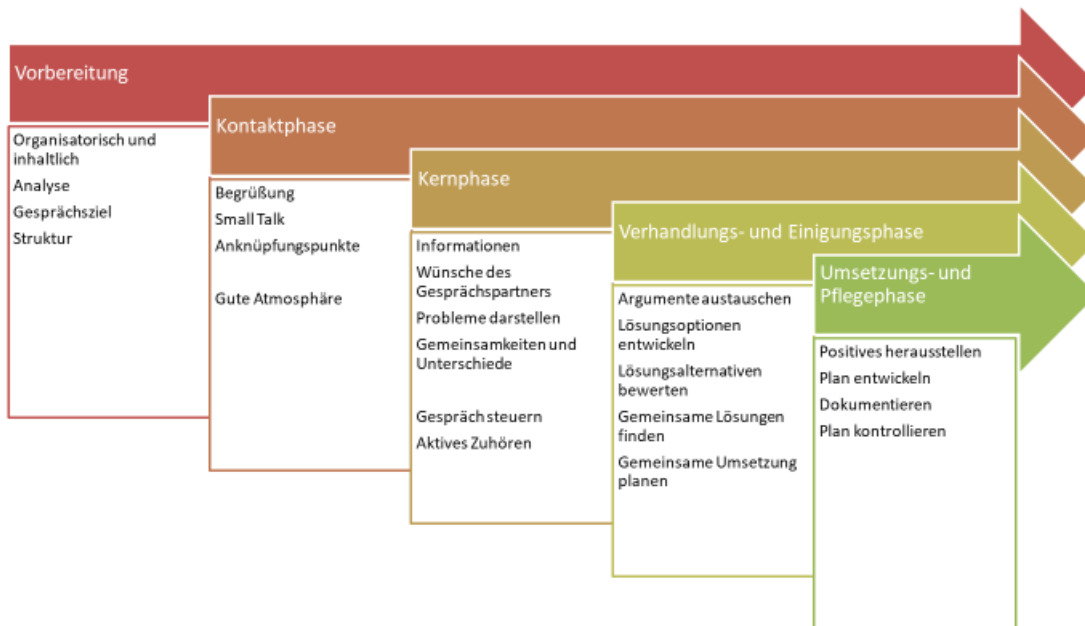 Vorbereitung
Organisatorisch und
inhaltlich
Analyse
Gesprächsziel
Struktur
Kontaktphase
Begrüßung
Small Talk
Anknüpfungspunkte
Gute Atmosphäre
Kernphase
Informationen
Wünsche des
Gesprächspartners
Probleme darstellen
Gemeinsamkeiten und
Unterschiede
Gespräch steuern
Aktives Zuhören
Verhandlungs- und Einigungsphase
Argumente austauschen
Lösungsoptionen
entwickeln
Lösungsalternativen
bewerten
Gemeinsame Lösungen
finden
Gemeinsame Umsetzung
planen
Umsetzungs- und
Pflegephase
Positives herausstellen
Plan entwickeln
Dokumentieren
Plan kontrollieren